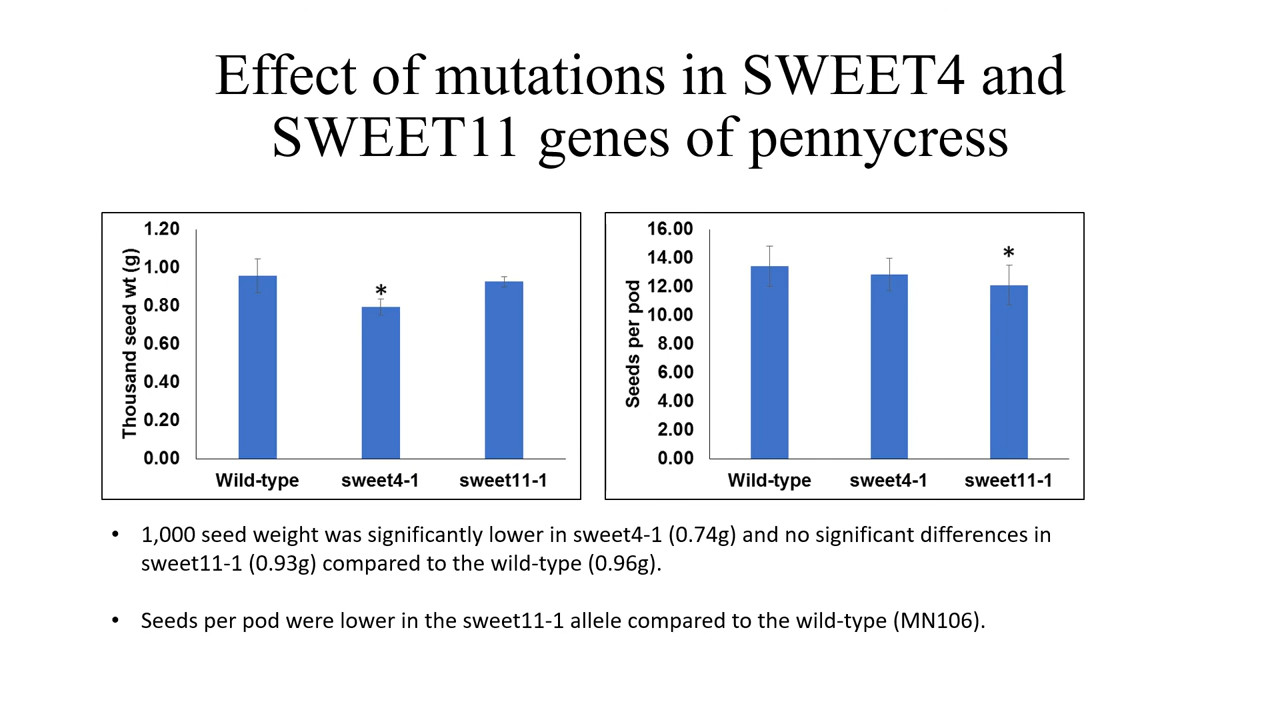 Effect of mutations in SWEET4 and
SWEET11 genes of pennycress
Thousand seed wt (g)
1.20
1.00
0.80
0.60
0.40
0.20
0.00
*
Wild-type sweet4-1 sweet11-1
Seeds per pod
16.00
14.00
12.00
10.00
8.00
6.00
4.00
2.00
0.00
*
Wild-type sweet4-1 sweet11-1
• 1,000 seed weight was significantly lower in sweet4-1 (0.74g) and no significant differences in
sweet11-1 (0.93g) compared to the wild-type (0.96g).
• Seeds per pod were lower in the sweet11-1 allele compared to the wild-type (MN106).